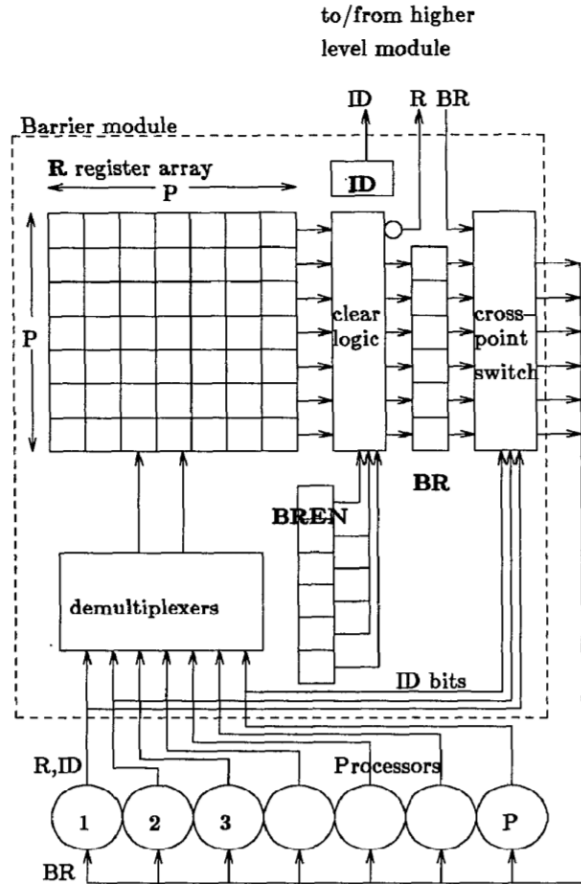 to/from higher
level module
ID R BR
Barrier module
R register array
P
ID
P
clear
logic
cross-
point
switch
BR
BREN
demultiplexers
ID bits
R,ID
Processors
1 2 3 P
BR